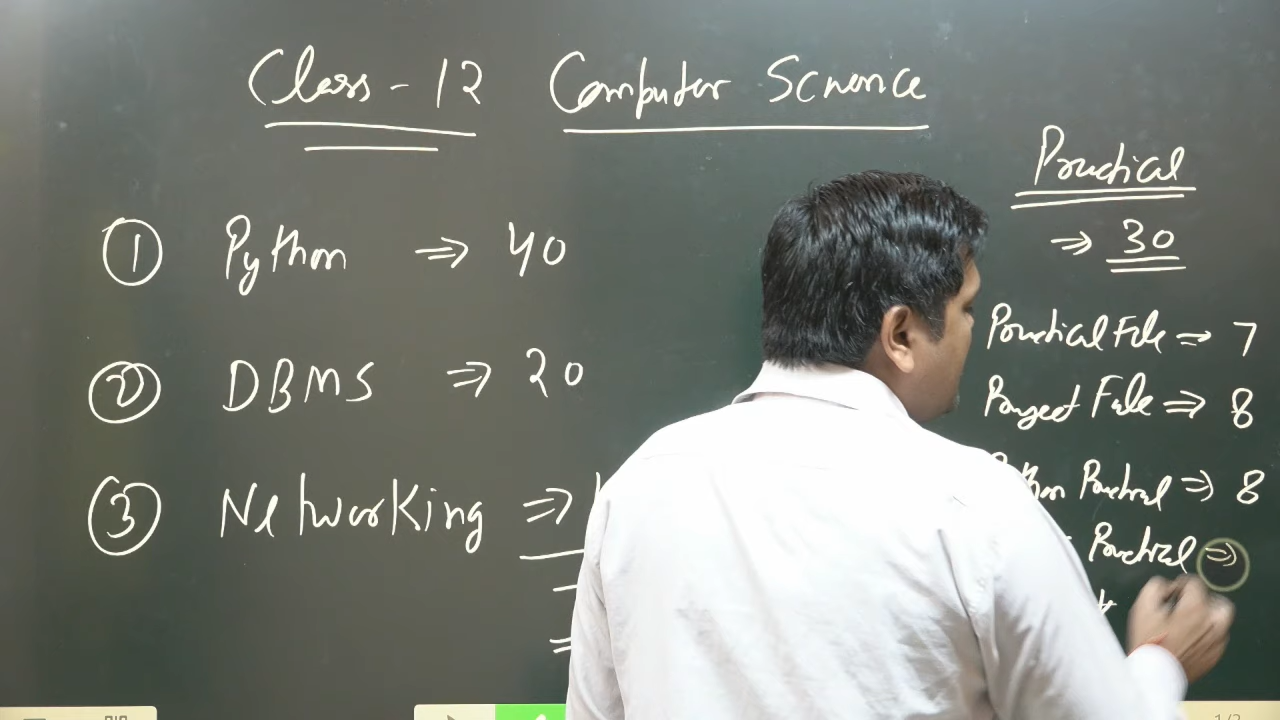 Class - 12 Computer Science
① Python ⇒ 40
② DBMS ⇒ 20
③ Networking ⇒
Practical
⇒ 30
Practical File ⇒ 7
Project File ⇒ 8
Practical ⇒ 8
Practical ⇒